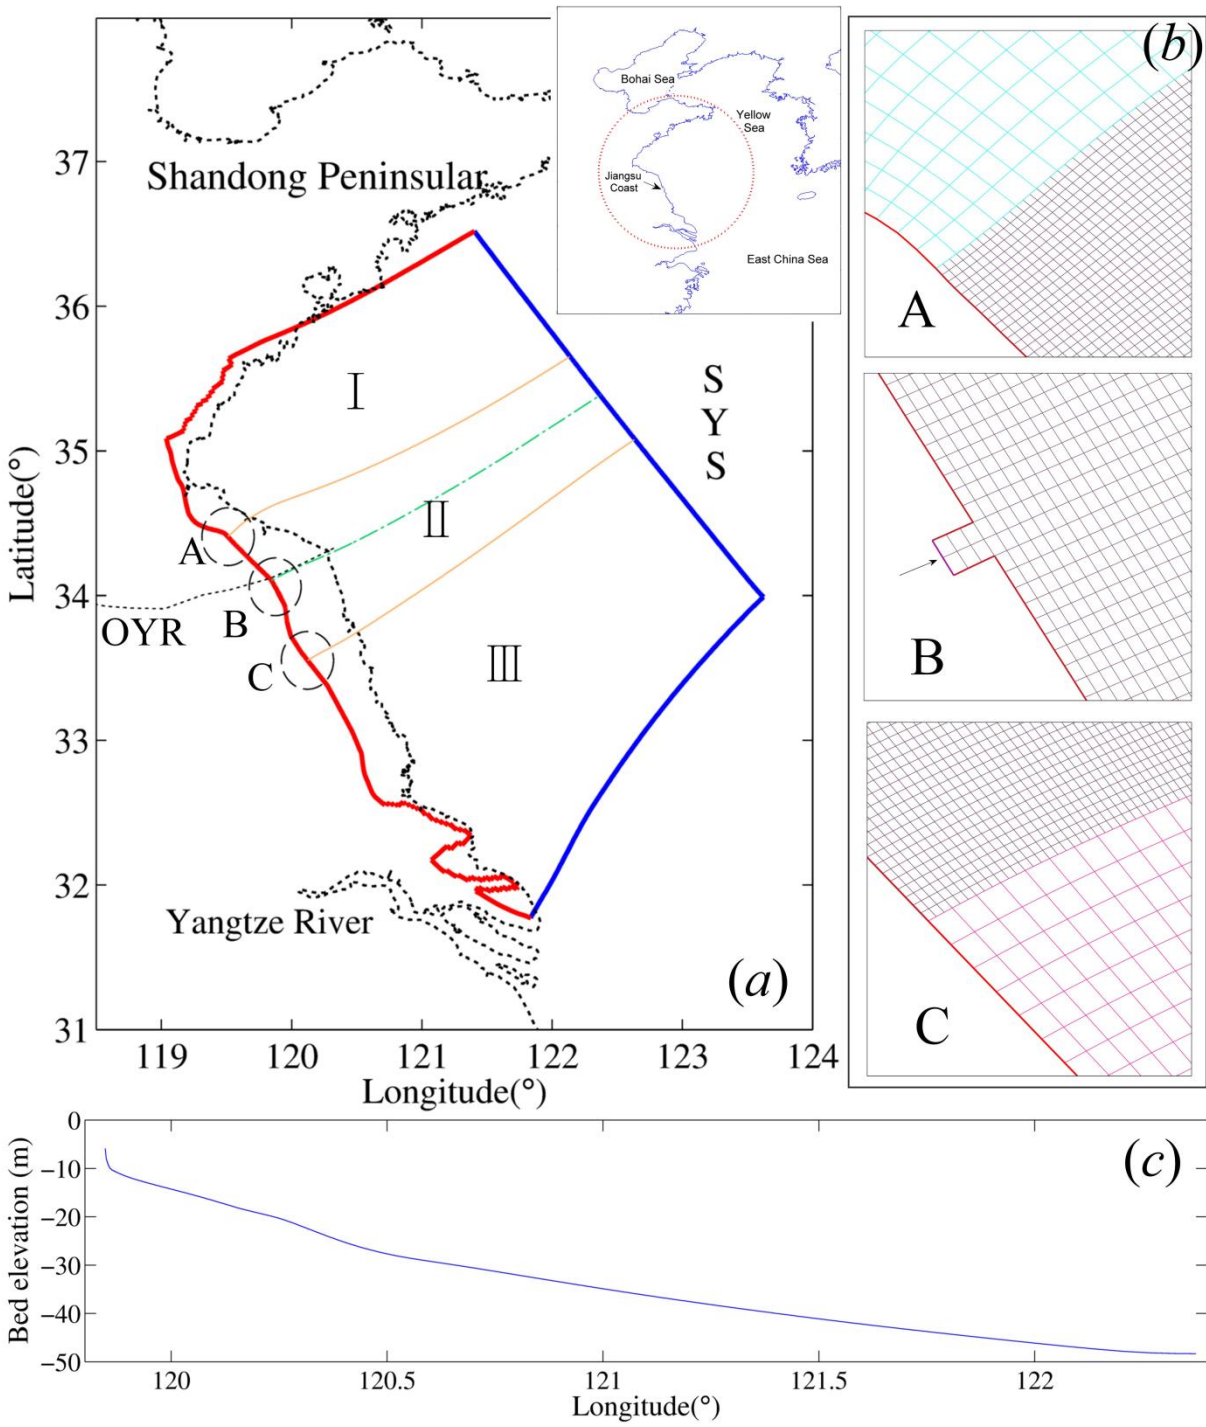 Bohai Sea
Yellow
Sea
Jiangsu
Coast
East China Sea
(b)
37
Shandong Peninsular
36
I
S
Y
S
35
II
A
A
34
OYR
B
C
III
B
33
32
Yangtze River
(a)
C
31
119
120
121
122
123
124
Latitude(°)
Longitude(°)
0
−10
−20
−30
−40
−50
Bed elevation (m)
(c)
120
120.5
121
121.5
122
Longitude(°)